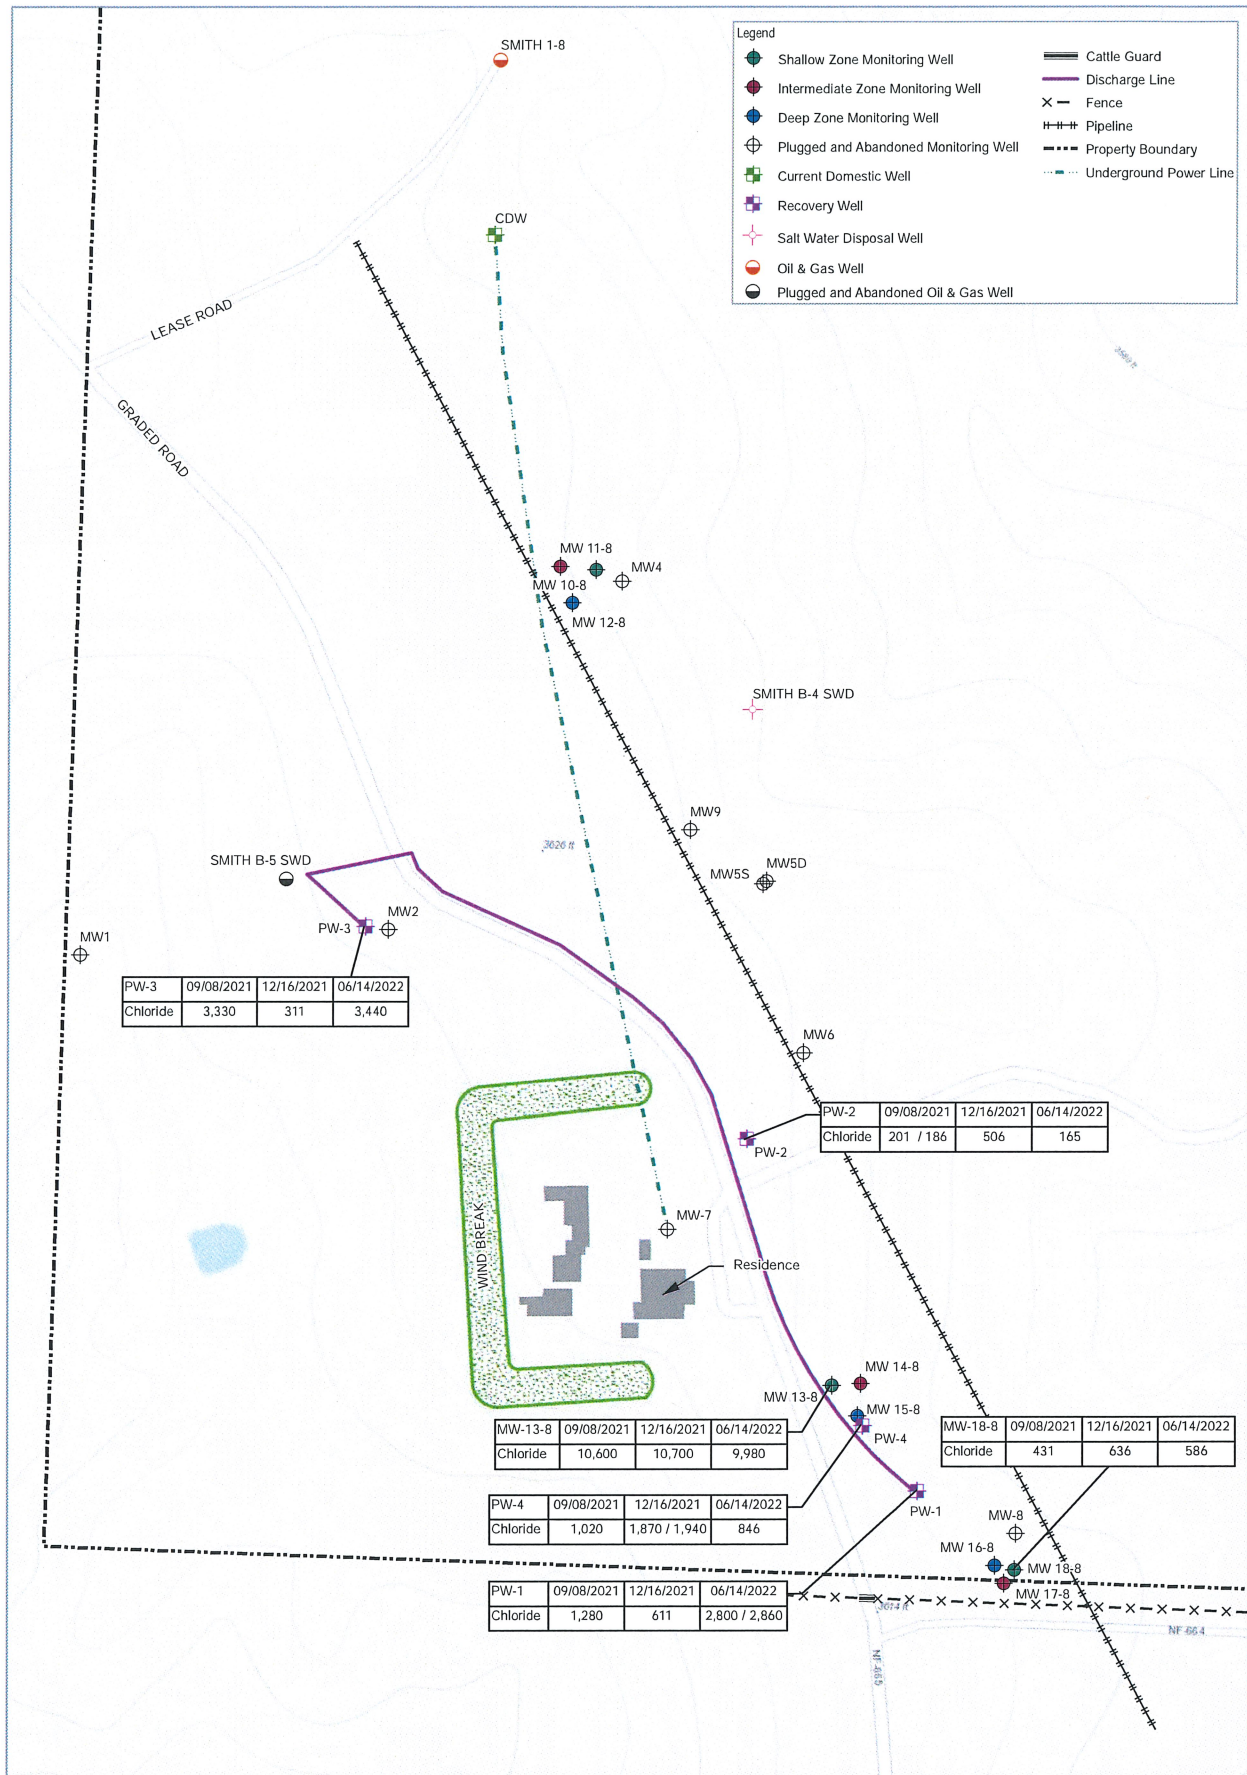 SMITH 1-8
Legend
Shallow Zone Monitoring Well
Intermediate Zone Monitoring Well
Deep Zone Monitoring Well
Plugged and Abandoned Monitoring Well
Current Domestic Well
Recovery Well
Salt Water Disposal Well
Oil & Gas Well
Plugged and Abandoned Oil & Gas Well
Cattle Guard
Discharge Line
Fence
Pipeline
Property Boundary
Underground Power Line
CDW
LEASE ROAD
GRADED ROAD
MW 11-8
MW4
MW 10-8
MW 12-8
SMITH B-4 SWD
MW9
3626 ft
SMITH B-5 SWD
MW5D
MW5S
MW2
PW-3
MW1
PW-3 09/08/2021 12/16/2021 06/14/2022
Chloride 3,330 311 3,440
MW6
PW-2 09/08/2021 12/16/2021 06/14/2022
Chloride 201 / 186 506 165
PW-2
WIND BREAK
MW-7
Residence
MW 14-8
MW 13-8
MW 15-8
PW-4
MW-13-8 09/08/2021 12/16/2021 06/14/2022
Chloride 10,600 10,700 9,980
MW-18-8 09/08/2021 12/16/2021 06/14/2022
Chloride 431 636 586
PW-4 09/08/2021 12/16/2021 06/14/2022
Chloride 1,020 1,870 / 1,940 846
PW-1
MW-8
MW 16-8
MW 18-8
MW 17-8
PW-1 09/08/2021 12/16/2021 06/14/2022
Chloride 1,280 611 2,800 / 2,860
3614 ft
NF-664
NF-665